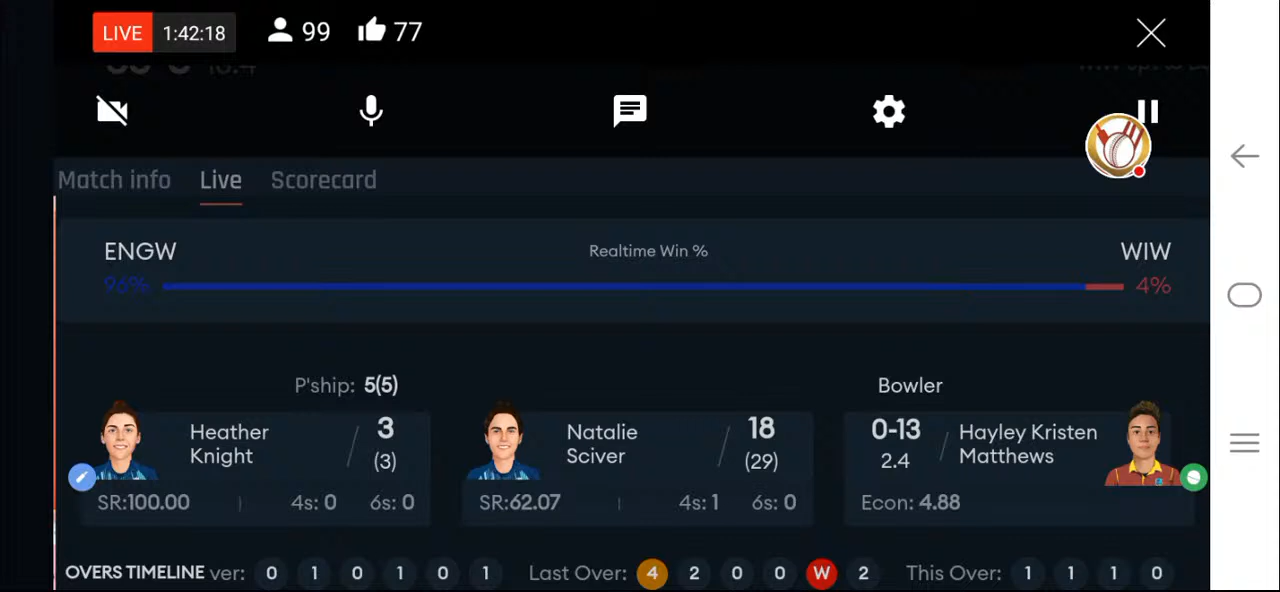 LIVE 1:42:18 99 77
Match info Live Scorecard
ENGW Realtime Win % WIW
96% 4%
P'ship: 5(5) Bowler
Heather Knight 3 (3)
SR:100.00 4s: 0 6s: 0
Natalie Sciver 18 (29)
SR:62.07 4s: 1 6s: 0
0-13 2.4 Hayley Kristen Matthews
Econ: 4.88
OVERS TIMELINE ver: 0 1 0 1 0 1 Last Over: 4 2 0 0 W 2 This Over: 1 1 1 0